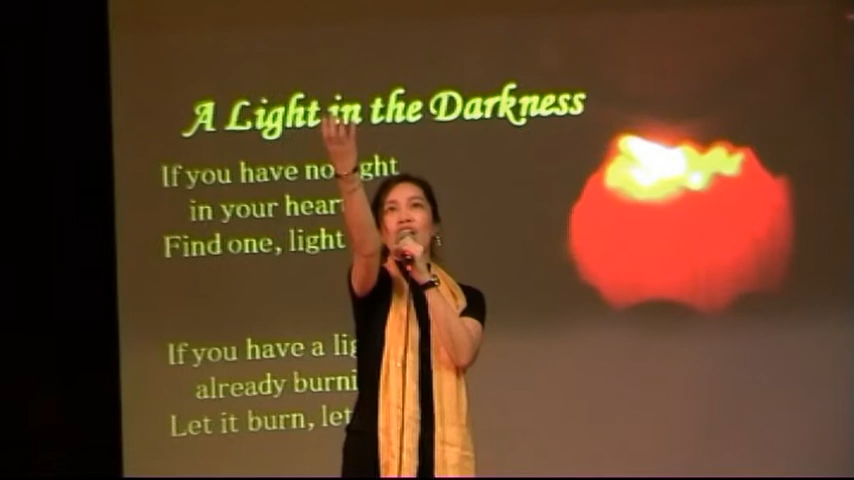 A Light in the Darkness
If you have no ght
in your hear
Find one, light
If you have a lig
already burni
Let it burn, let